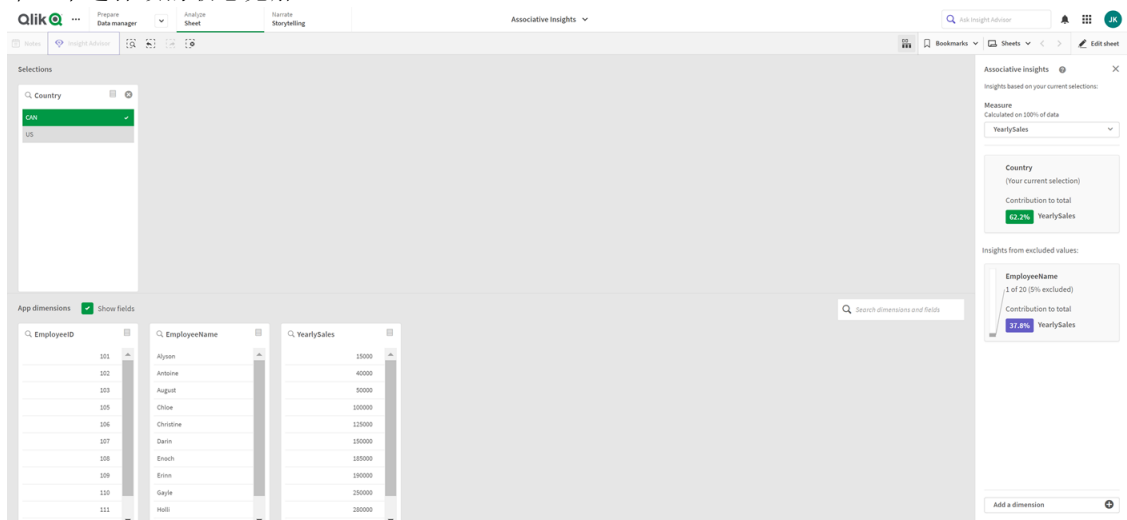 Qlik
Prepare
Data manager
Analyze
Sheet
Narrate
Storytelling
Associative Insights
Ask Insight Advisor
JK
Notes
Insight Advisor
Bookmarks
Sheets
Edit sheet
Selections
Country
CAN
US
Associative insights
Insights based on your current selections:
Measure
Calculated on 100% of data
YearlySales
Country
(Your current selection)
Contribution to total
62.2% YearlySales
Insights from excluded values:
EmployeeName
1 of 20 (5% excluded)
Contribution to total
37.8% YearlySales
App dimensions
Show fields
Search dimensions and fields
EmployeeID
101
102
103
105
106
107
108
109
110
111
EmployeeName
Alyson
Antoine
August
Chloe
Christine
Darin
Enoch
Erinn
Gayle
Holli
YearlySales
15000
40000
50000
100000
125000
150000
185000
190000
250000
280000
Add a dimension